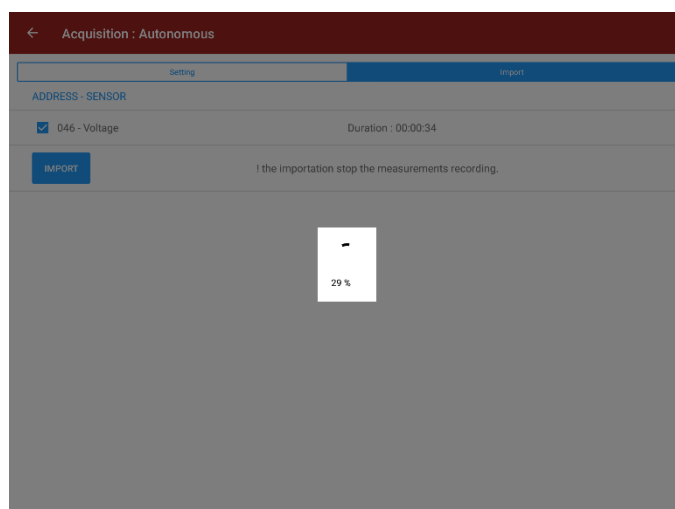 Acquisition : Autonomous
Setting Import
ADDRESS - SENSOR
046 - Voltage Duration : 00:00:34
IMPORT ! the importation stop the measurements recording.
29 %